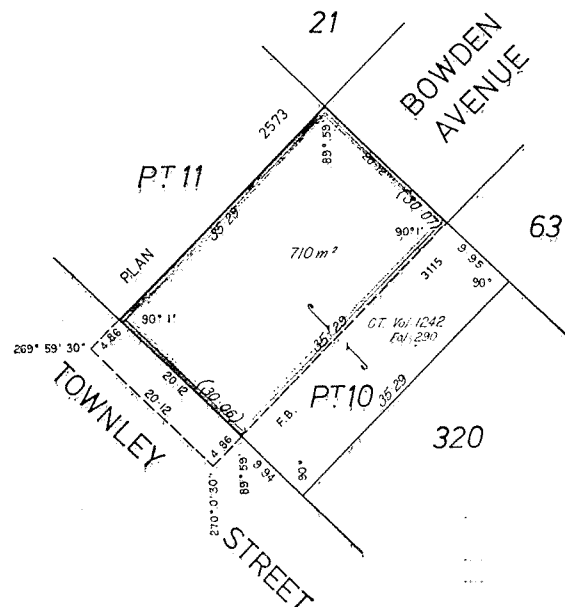 21
BOWDEN
AVENUE
2573
89° 59'
20·12
(30·07)
PT 11
35·29
710 m²
90° 1'
63
9·95
90°
3115
PLAN
90° 1'
4·86
269° 59' 30"
20·12
(30·06)
20·12
35·29
CT. Vol. 1242
Fol. 290
PT 10
35·29
F.B.
320
TOWNLEY
STREET
4·86
89° 59'
9·94
90°
270° 0' 30"